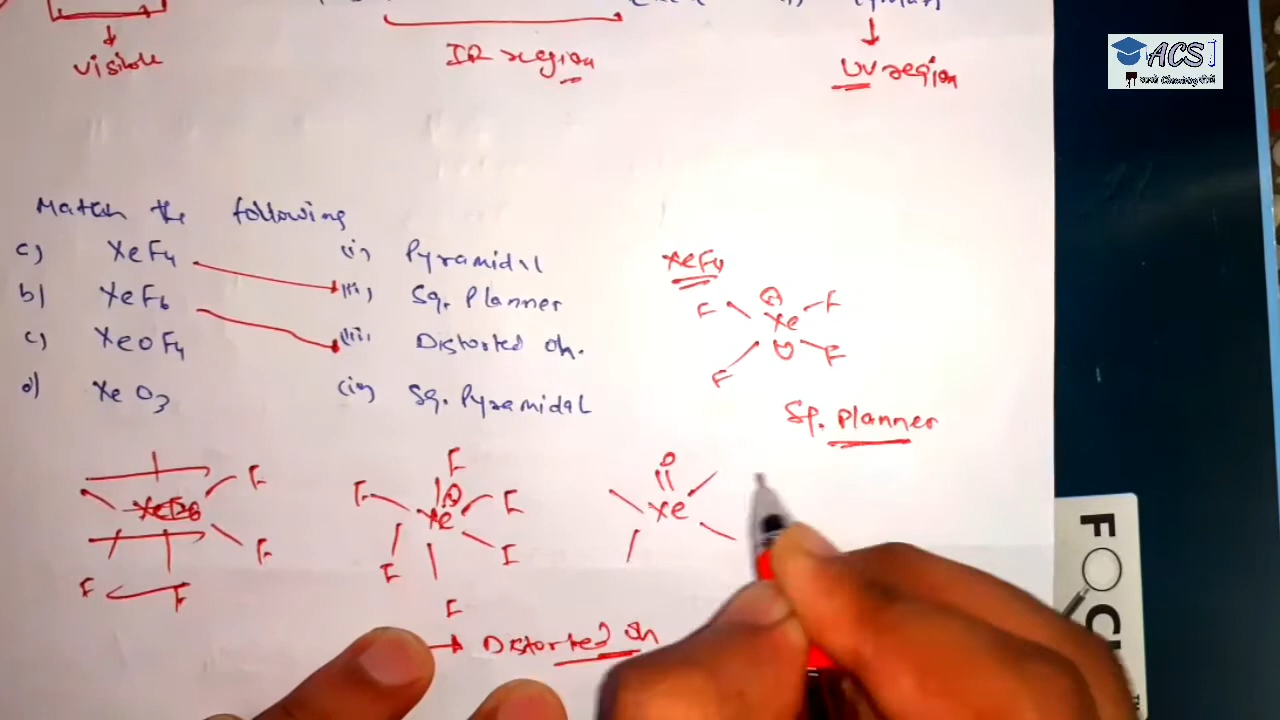 visible
IR region
UV region
ACS
Match the following
c) XeF4 (i) Pyramidal
b) XeF6 (ii) Sq. Planner
c) XeOF4 (iii) Distorted oh.
d) XeO3 (iv) Sq. Pyramidal
XeF4
F Xe F
F F
Sq. planner
F
F F F O
Xe Xe
F F F
F F F
→ Distorted oh
FOC